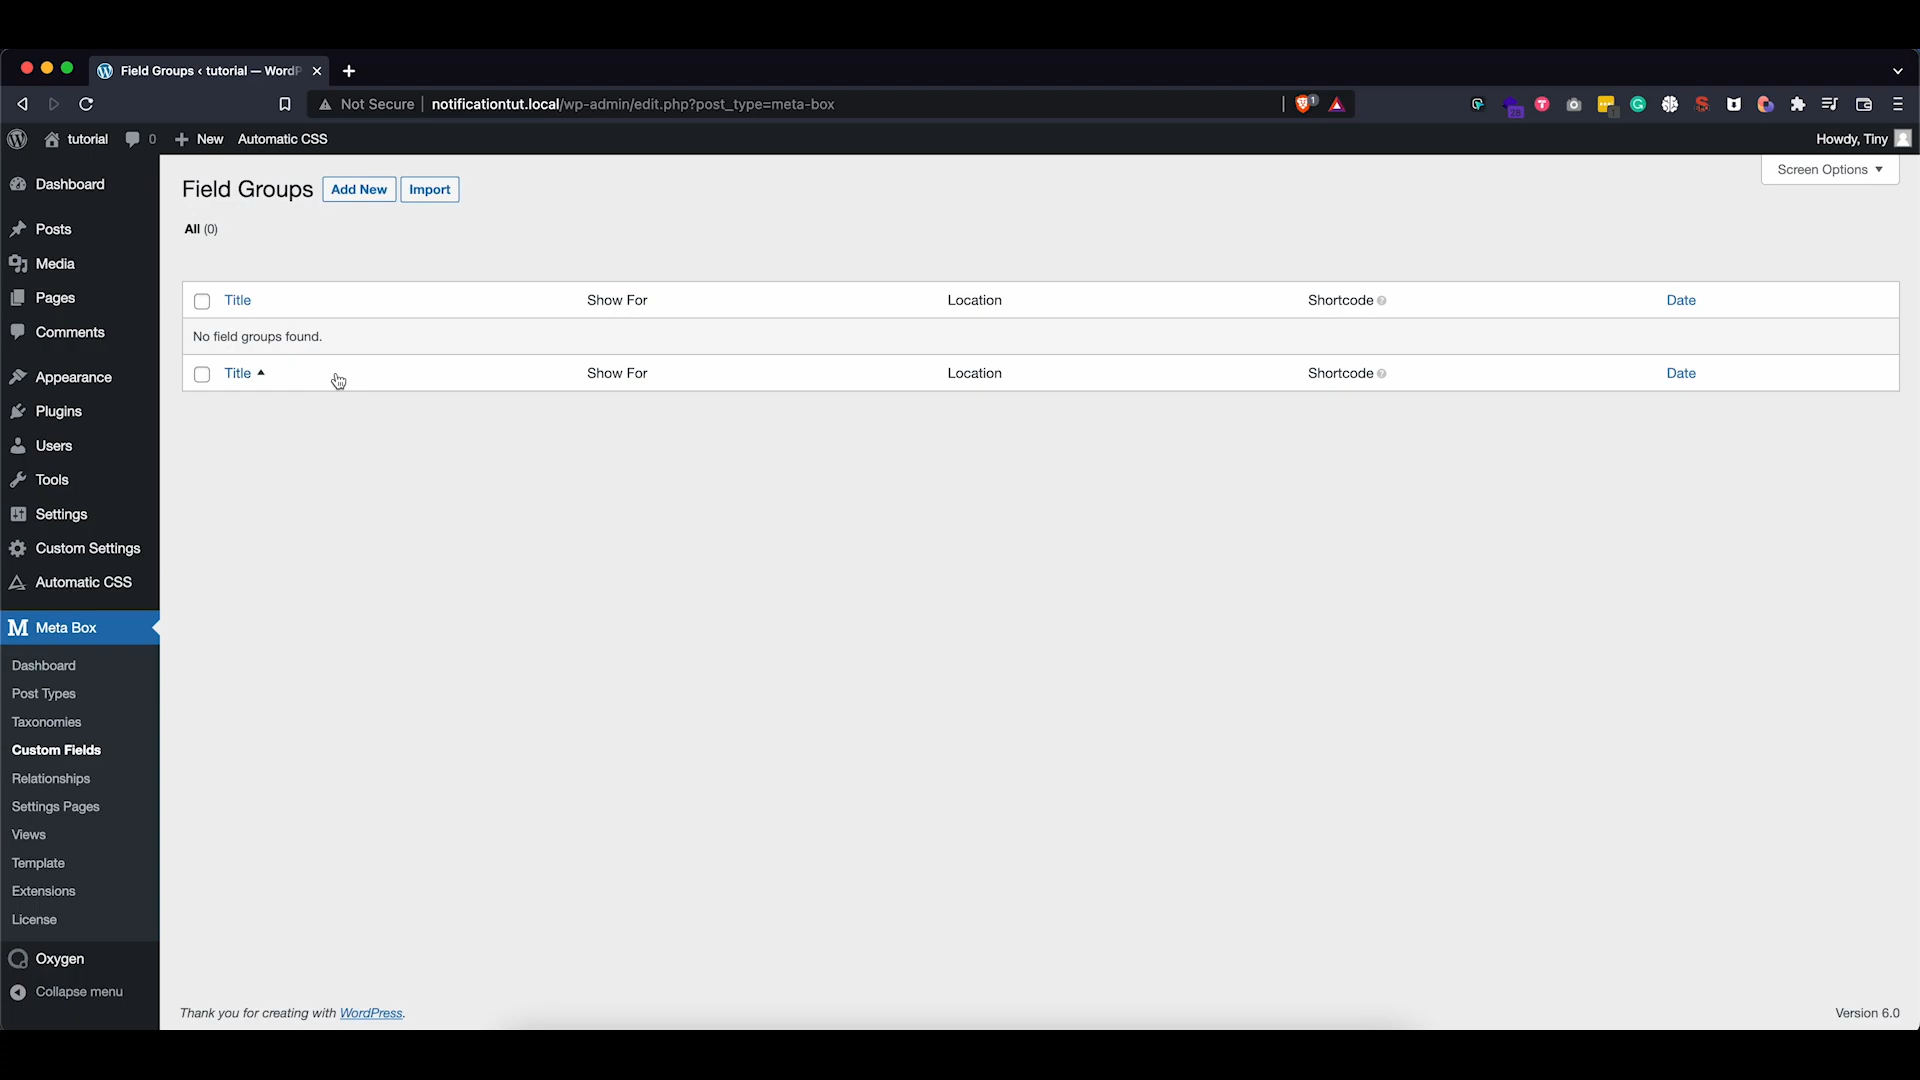 Field Groups ‹ tutorial — WordP
Not Secure
notificationtut.local/wp-admin/edit.php?post_type=meta-box
1
28
1
tutorial
0
New
Automatic CSS
Howdy, Tiny
Screen Options
Dashboard
Posts
Media
Pages
Comments
Appearance
Plugins
Users
Tools
Settings
Custom Settings
Automatic CSS
Meta Box
Dashboard
Post Types
Taxonomies
Custom Fields
Relationships
Settings Pages
Views
Template
Extensions
License
Oxygen
Collapse menu
Field Groups
Add New
Import
All (0)
Title
Show For
Location
Shortcode
Date
No field groups found.
Title
Show For
Location
Shortcode
Date
Thank you for creating with WordPress.
Version 6.0